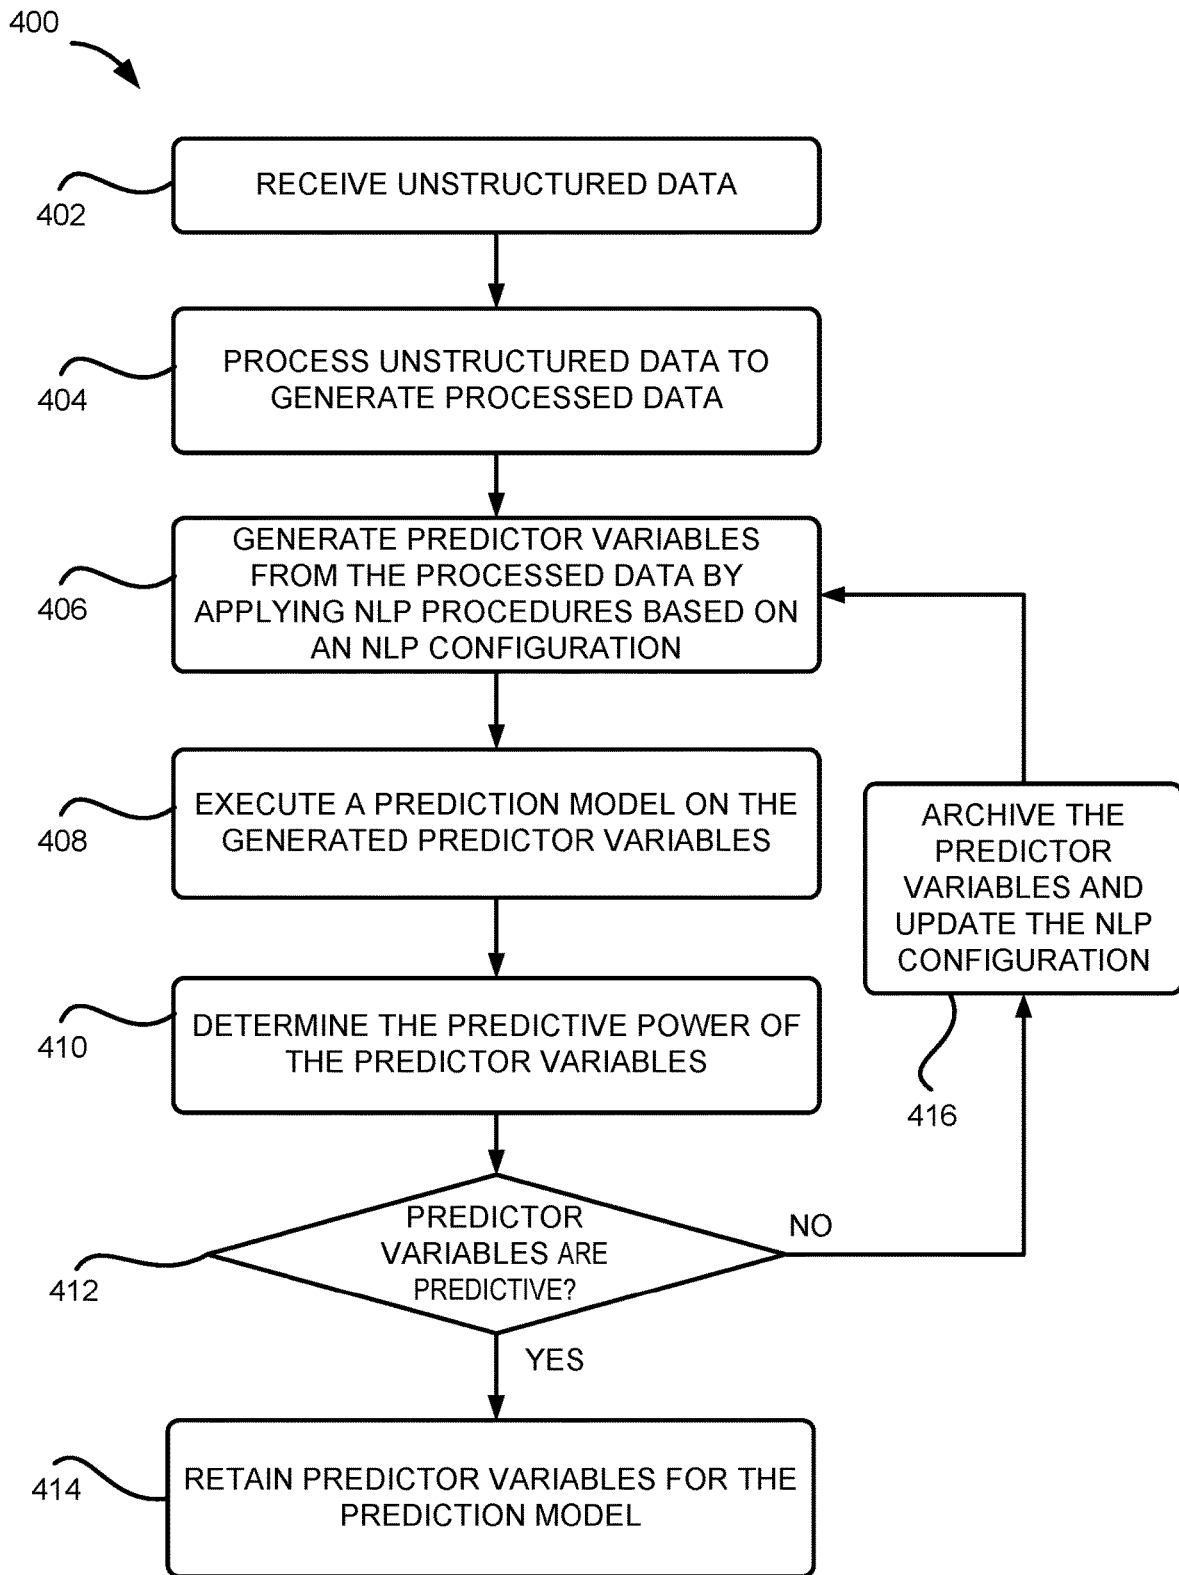 400
RECEIVE UNSTRUCTURED DATA
402
PROCESS UNSTRUCTURED DATA TO
GENERATE PROCESSED DATA
404
GENERATE PREDICTOR VARIABLES
FROM THE PROCESSED DATA BY
APPLYING NLP PROCEDURES BASED ON
AN NLP CONFIGURATION
406
EXECUTE A PREDICTION MODEL ON THE
GENERATED PREDICTOR VARIABLES
408
ARCHIVE THE
PREDICTOR
VARIABLES AND
UPDATE THE NLP
CONFIGURATION
416
DETERMINE THE PREDICTIVE POWER OF
THE PREDICTOR VARIABLES
410
PREDICTOR
VARIABLES ARE
PREDICTIVE?
412
NO
YES
RETAIN PREDICTOR VARIABLES FOR THE
PREDICTION MODEL
414